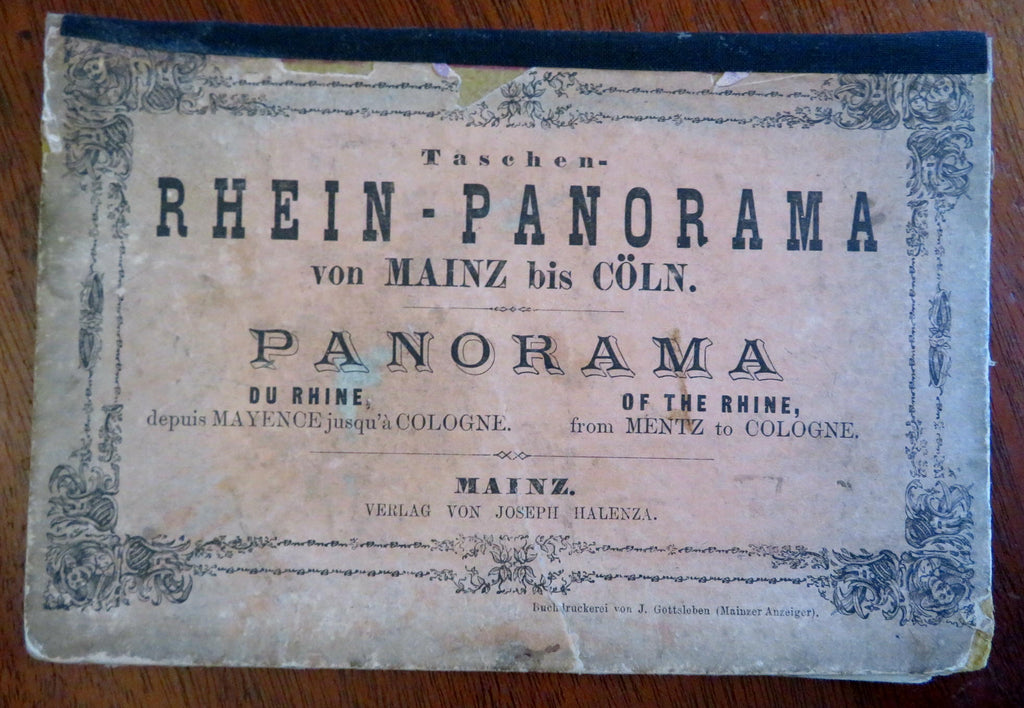 Taschen-
RHEIN-PANORAMA
von MAINZ bis CÖLN.
PANORAMA
DU RHINE,
depuis MAYENCE jusqu'à COLOGNE.
OF THE RHINE,
from MENTZ to COLOGNE.
MAINZ.
VERLAG VON JOSEPH HALENZA.
Buchdruckerei von J. Gottsleben (Mainzer Anzeiger).